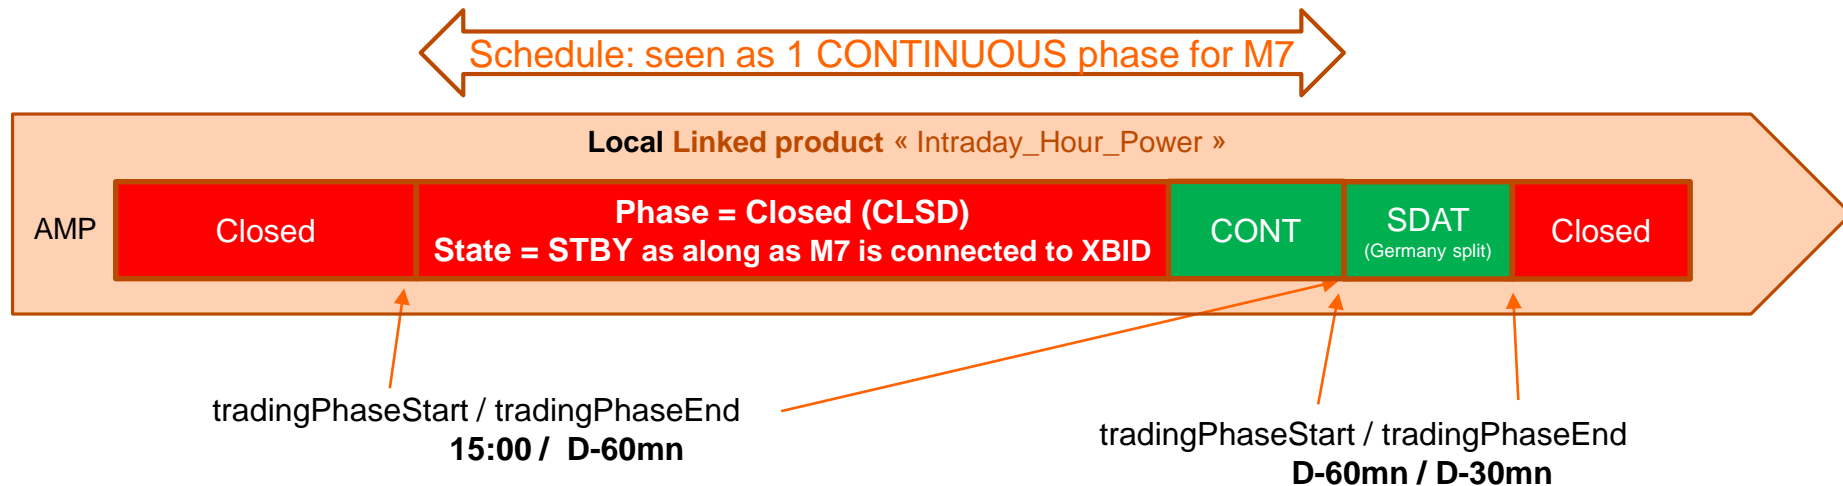 Schedule: seen as 1 CONTINUOUS phase for M7
Local Linked product « Intraday_Hour_Power »
AMP
Closed
Phase = Closed (CLSD)
State = STBY as along as M7 is connected to XBID
CONT
SDAT
(Germany split)
Closed
tradingPhaseStart / tradingPhaseEnd
15:00 / D-60mn
tradingPhaseStart / tradingPhaseEnd
D-60mn / D-30mn